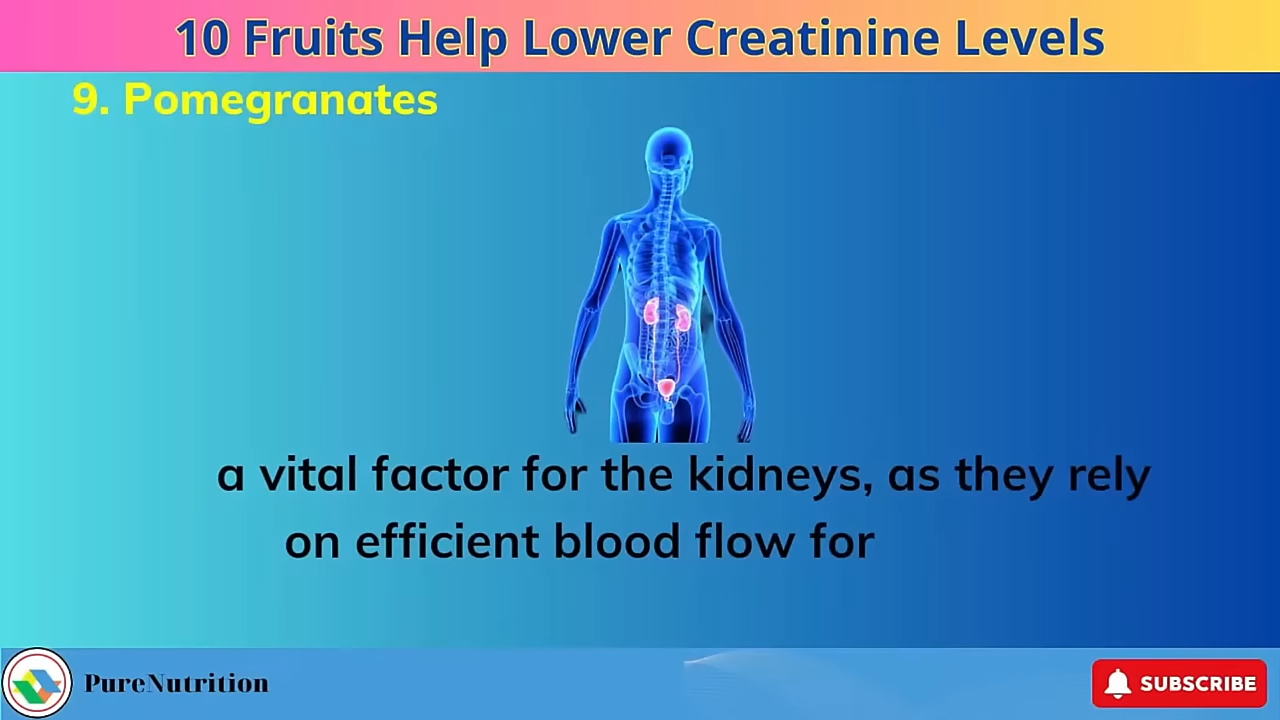 10 Fruits Help Lower Creatinine Levels
9. Pomegranates
a vital factor for the kidneys, as they rely
on efficient blood flow for
PureNutrition
SUBSCRIBE